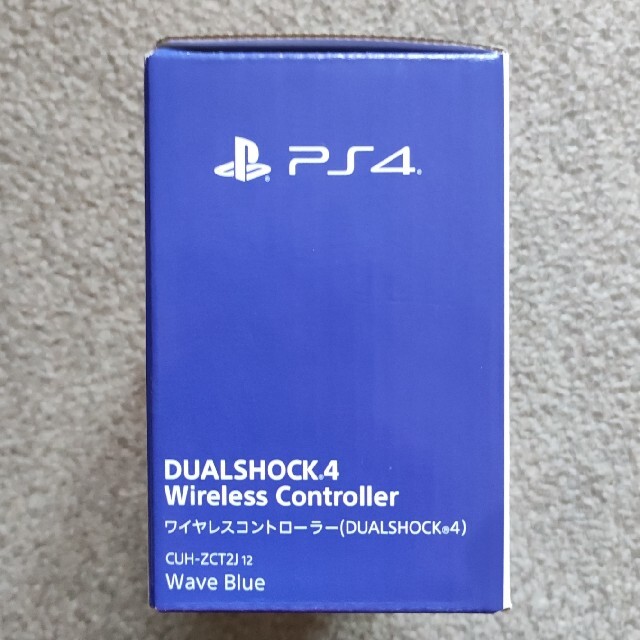 PS4
DUALSHOCK®4
Wireless Controller
ワイヤレスコントローラー(DUALSHOCK®4)
CUH-ZCT2J 12
Wave Blue